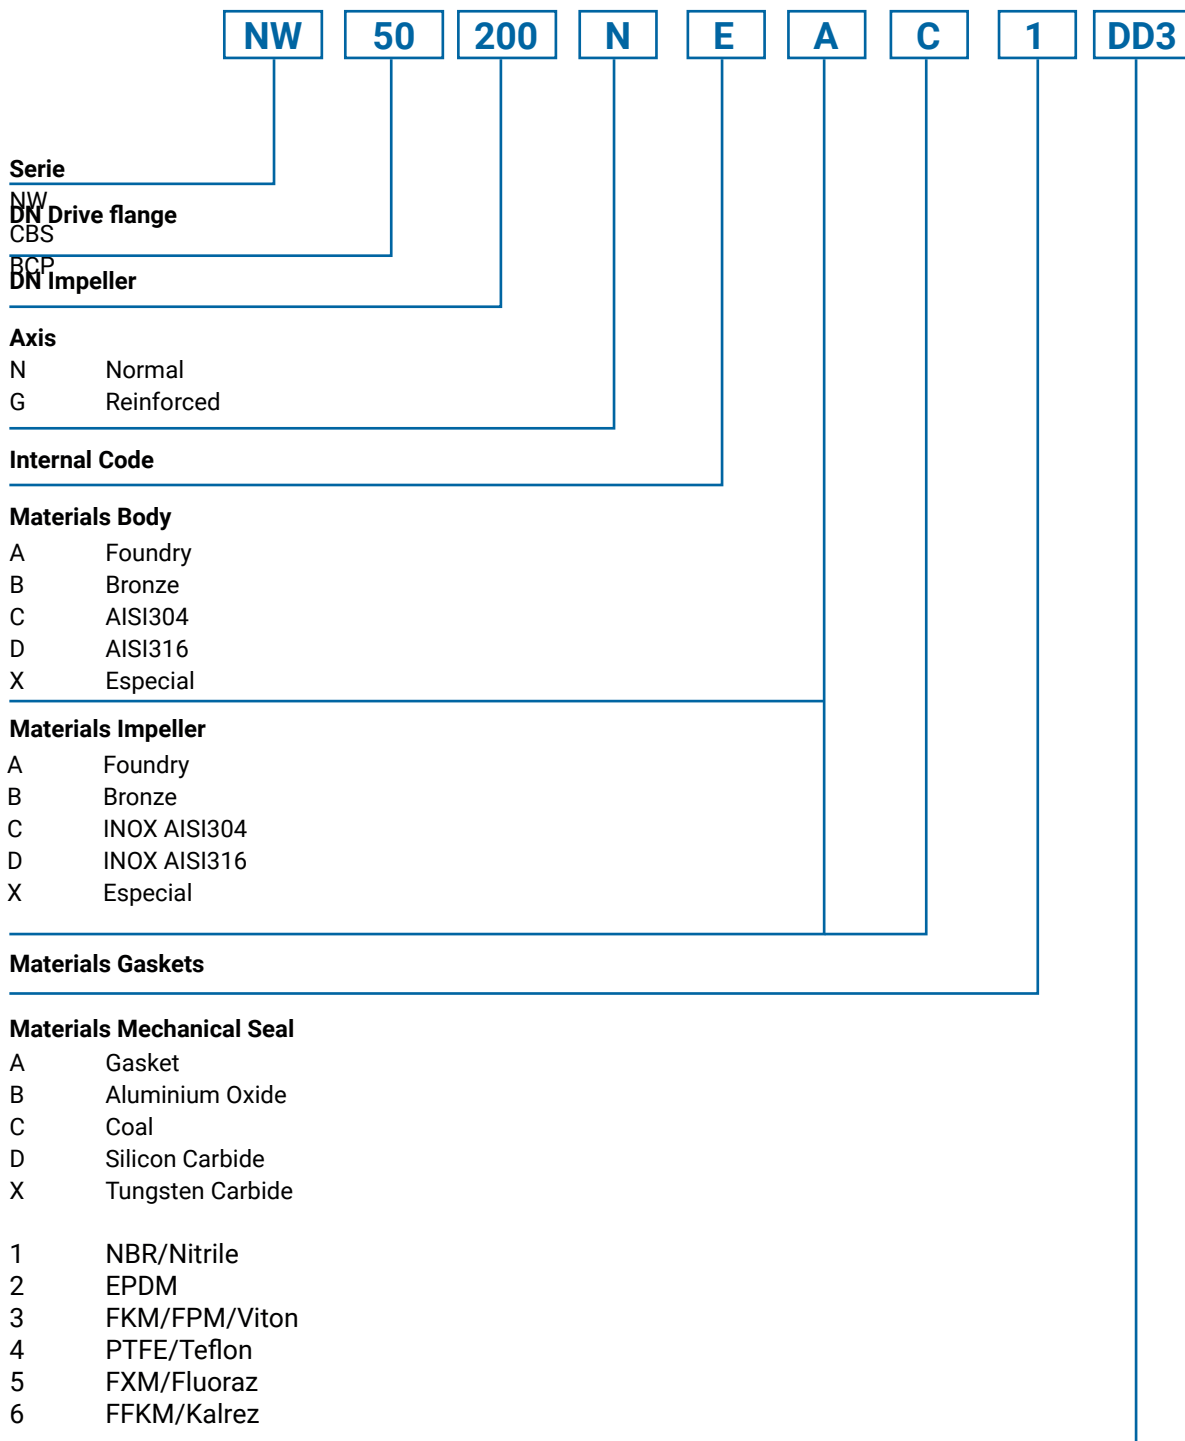 NW 50 200 N E A C 1 DD3
Serie
NW
DN Drive flange
CBS
BCP
DN Impeller
Axis
N Normal
G Reinforced
Internal Code
Materials Body
A Foundry
B Bronze
C AISI304
D AISI316
X Especial
Materials Impeller
A Foundry
B Bronze
C INOX AISI304
D INOX AISI316
X Especial
Materials Gaskets
Materials Mechanical Seal
A Gasket
B Aluminium Oxide
C Coal
D Silicon Carbide
X Tungsten Carbide
1 NBR/Nitrile
2 EPDM
3 FKM/FPM/Viton
4 PTFE/Teflon
5 FXM/Fluoraz
6 FFKM/Kalrez